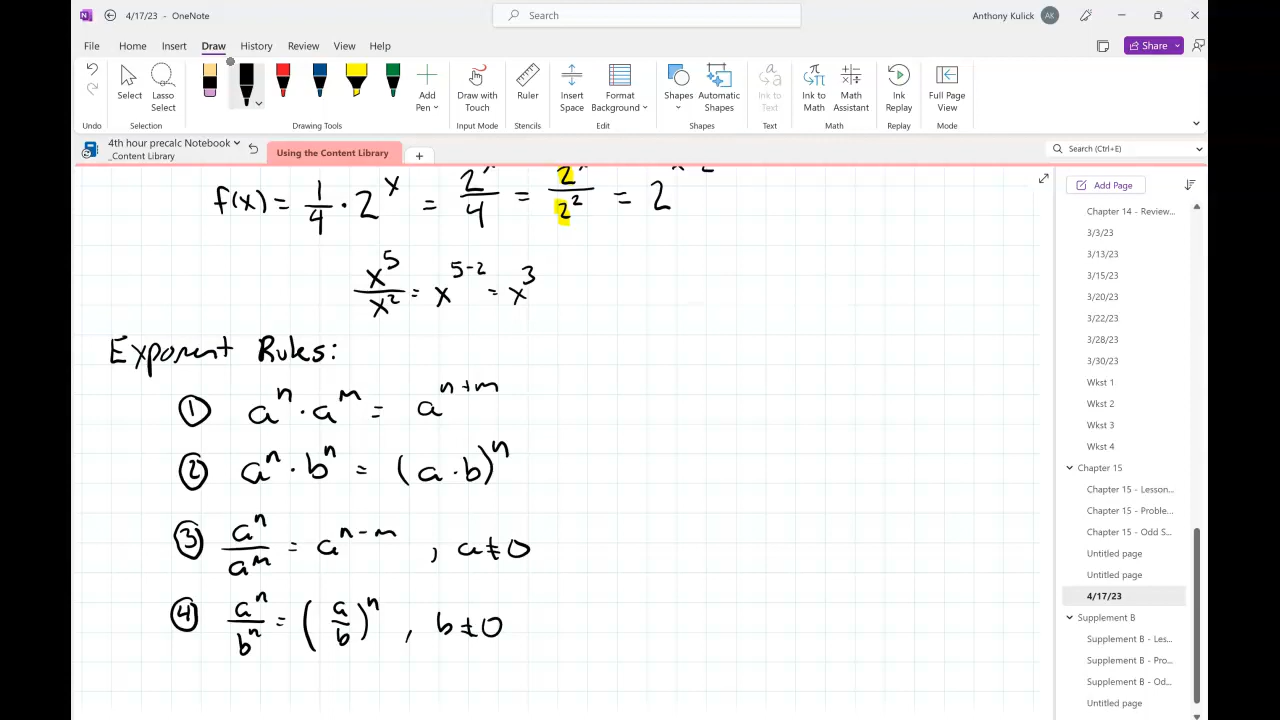 4/17/23 - OneNote
Search
Anthony Kulick AK
File Home Insert Draw History Review View Help
Share
Undo
Select
Lasso Select
Add Pen
Draw with Touch
Ruler
Insert Space
Format Background
Shapes
Automatic Shapes
Ink to Text
Ink to Math
Math Assistant
Ink Replay
Full Page View
Undo Selection Drawing Tools Input Mode Stencils Edit Shapes Text Math Replay Mode
4th hour precalc Notebook
_Content Library
Using the Content Library
Search (Ctrl+E)
f(x) = 1/4 · 2^x = 2^x/4 = 2^x/2^2 = 2^x-2
x^5/x^2 = x^5-2 = x^3
Exponent Rules:
① a^n · a^m = a^n+m
② a^n · b^n = (a · b)^n
③ a^n/a^m = a^n-m , a≠0
④ a^n/b^n = (a/b)^n , b≠0
Add Page
Chapter 14 - Review...
3/3/23
3/13/23
3/15/23
3/20/23
3/22/23
3/28/23
3/30/23
Wkst 1
Wkst 2
Wkst 3
Wkst 4
Chapter 15
Chapter 15 - Lesson...
Chapter 15 - Proble...
Chapter 15 - Odd S...
Untitled page
Untitled page
4/17/23
Supplement B
Supplement B - Les...
Supplement B - Pro...
Supplement B - Od...
Untitled page